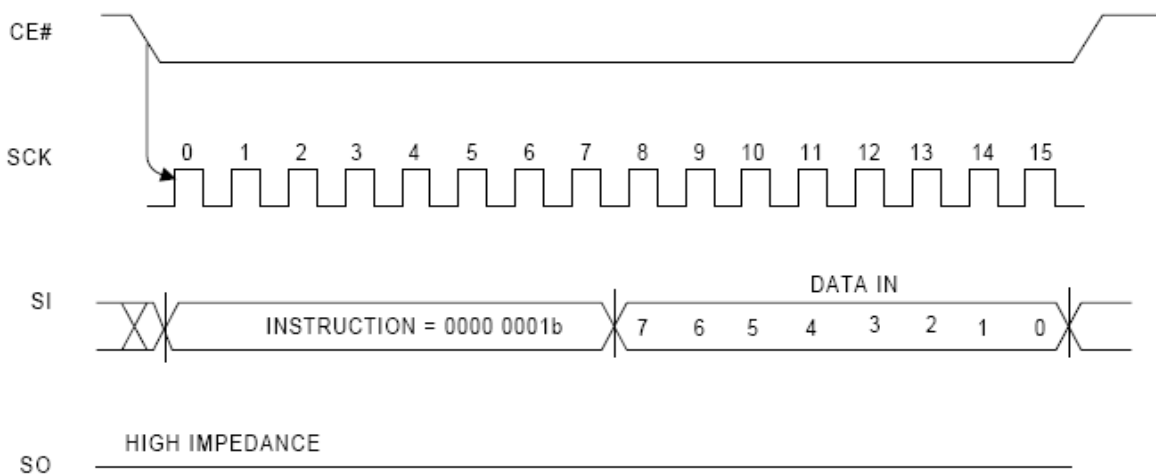 CE#
SCK
0 1 2 3 4 5 6 7 8 9 10 11 12 13 14 15
DATA IN
SI
INSTRUCTION = 0000 0001b 7 6 5 4 3 2 1 0
HIGH IMPEDANCE
SO